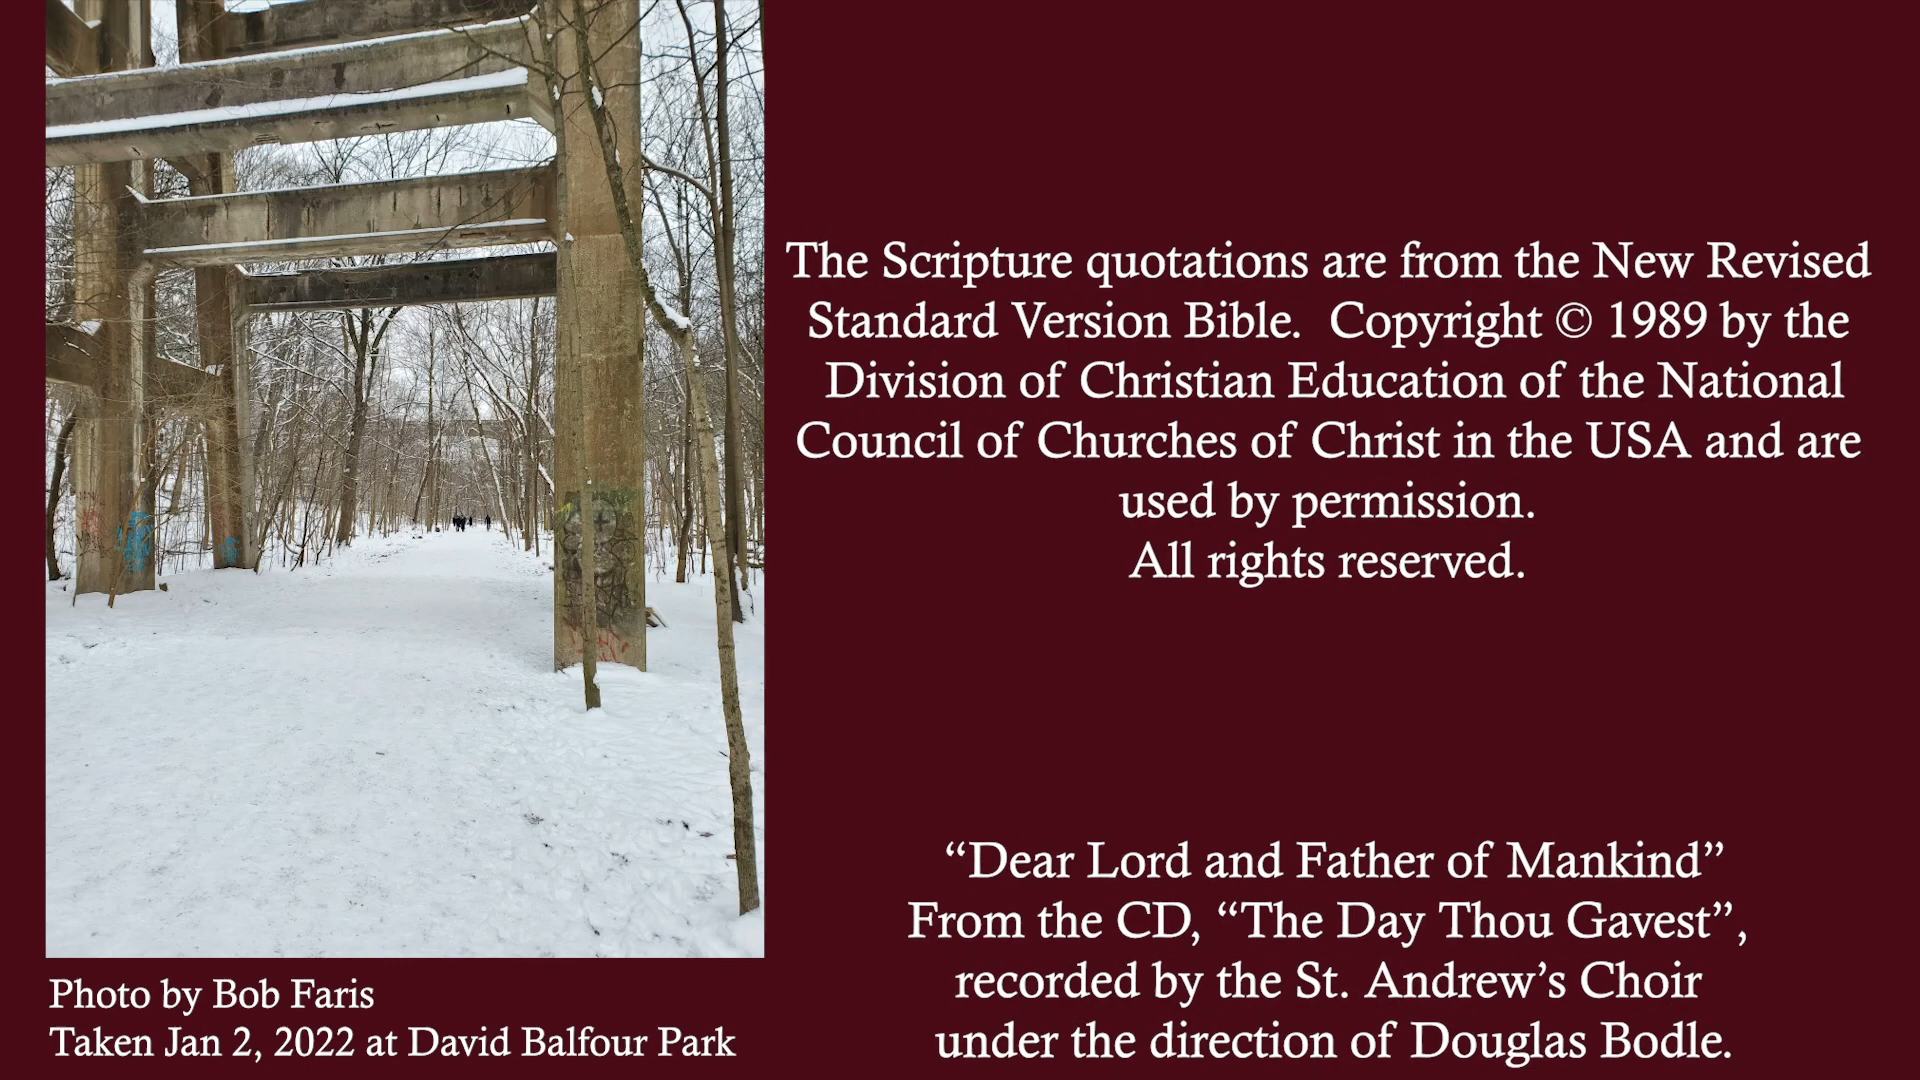 The Scripture quotations are from the New Revised
Standard Version Bible.  Copyright © 1989 by the
Division of Christian Education of the National
Council of Churches of Christ in the USA and are
used by permission.
All rights reserved.
“Dear Lord and Father of Mankind”
From the CD, “The Day Thou Gavest”,
recorded by the St. Andrew’s Choir
under the direction of Douglas Bodle.
Photo by Bob Faris
Taken Jan 2, 2022 at David Balfour Park